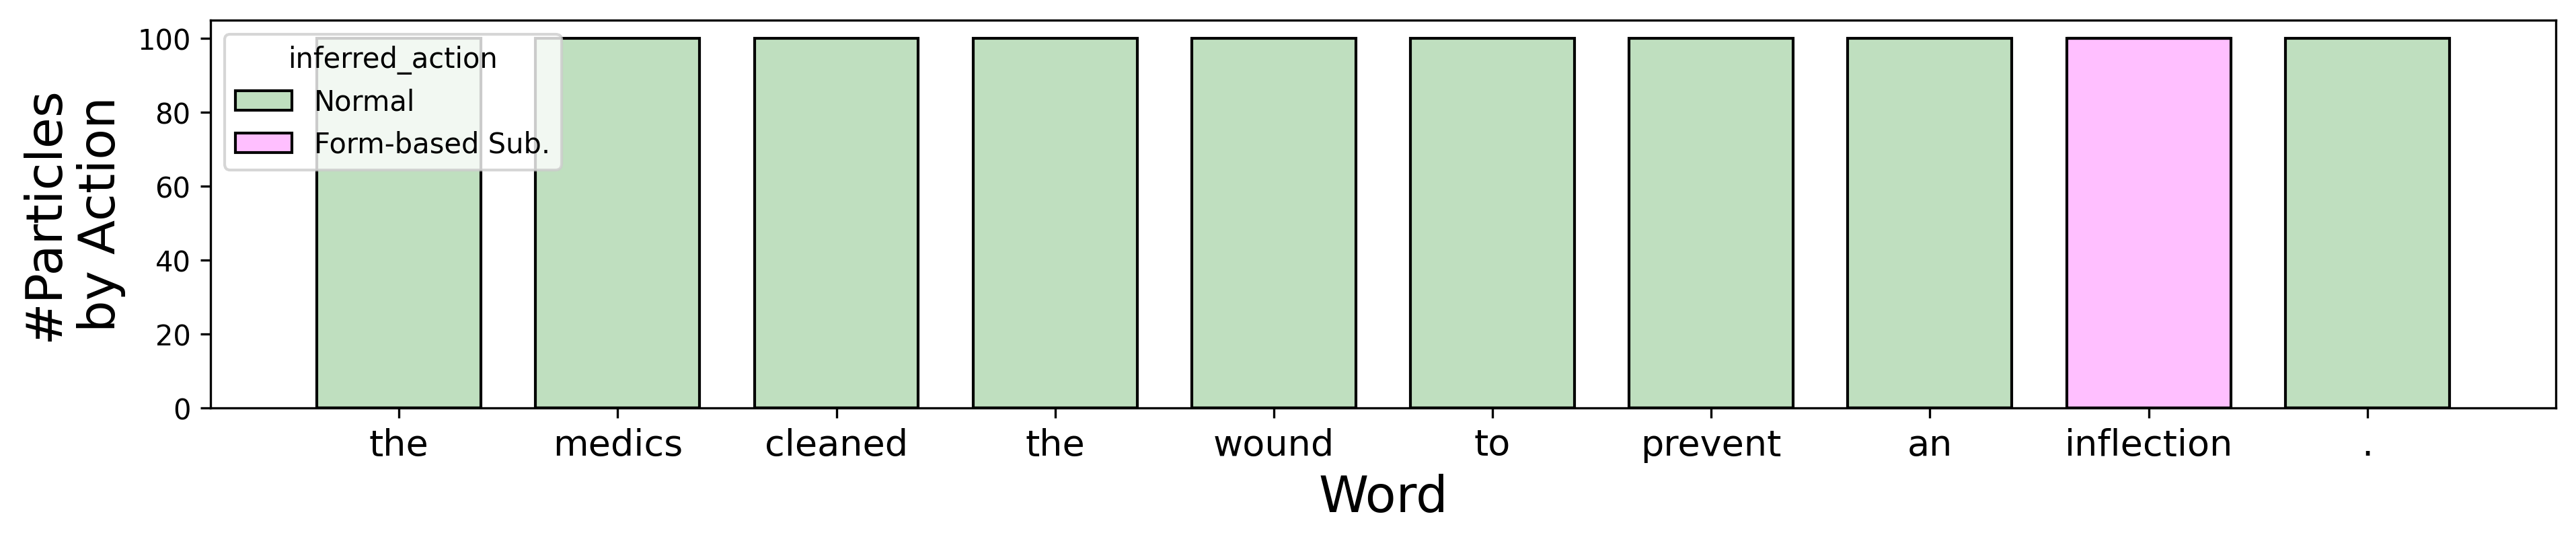 #Particles
by Action
100
80
60
40
20
0
inferred_action
Normal
Form-based Sub.
the medics cleaned the wound to prevent an inflection .
Word